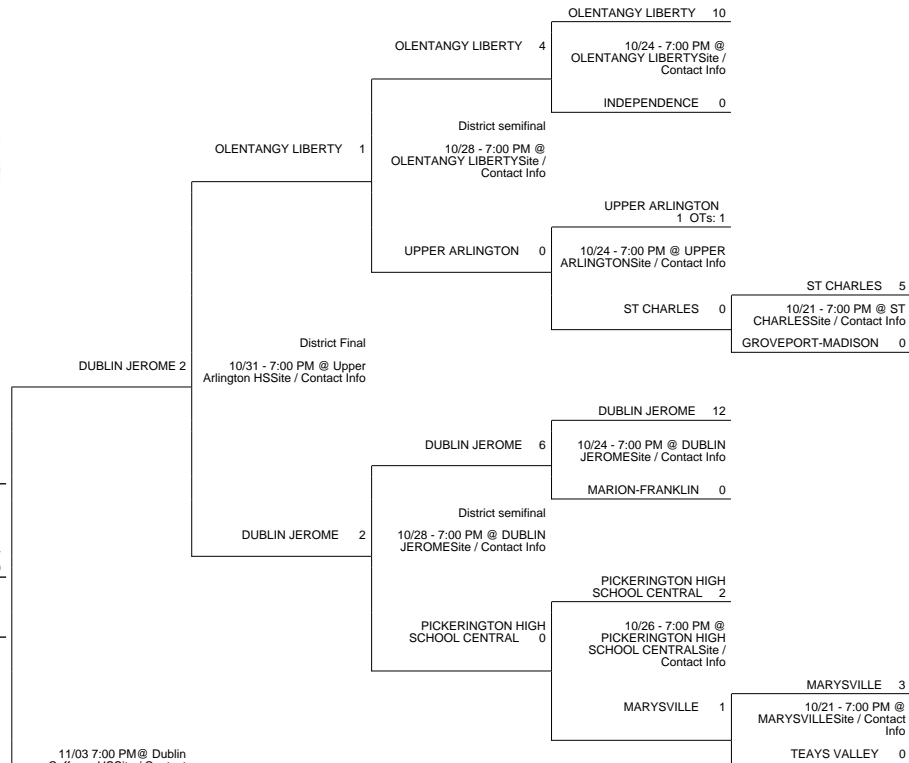 OLENTANGY LIBERTY 10
OLENTANGY LIBERTY 4
10/24 - 7:00 PM @
OLENTANGY LIBERTYSite /
Contact Info
INDEPENDENCE 0
District semifinal
OLENTANGY LIBERTY 1
10/28 - 7:00 PM @
OLENTANGY LIBERTYSite /
Contact Info
UPPER ARLINGTON
1 OTs: 1
UPPER ARLINGTON 0
10/24 - 7:00 PM @ UPPER
ARLINGTONSite / Contact Info
ST CHARLES 5
ST CHARLES 0
10/21 - 7:00 PM @ ST
CHARLESSite / Contact Info
GROVEPORT-MADISON 0
District Final
DUBLIN JEROME 2
10/31 - 7:00 PM @ Upper
Arlington HSSite / Contact Info
DUBLIN JEROME 12
DUBLIN JEROME 6
10/24 - 7:00 PM @ DUBLIN
JEROMESite / Contact Info
MARION-FRANKLIN 0
District semifinal
DUBLIN JEROME 2
10/28 - 7:00 PM @ DUBLIN
JEROMESite / Contact Info
PICKERINGTON HIGH
SCHOOL CENTRAL 2
PICKERINGTON HIGH
SCHOOL CENTRAL 0
10/26 - 7:00 PM @
PICKERINGTON HIGH
SCHOOL CENTRALSite /
Contact Info
MARYSVILLE 3
MARYSVILLE 1
10/21 - 7:00 PM @
MARYSVILLESite / Contact
Info
TEAYS VALLEY 0
11/03 7:00 PM@ Dublin